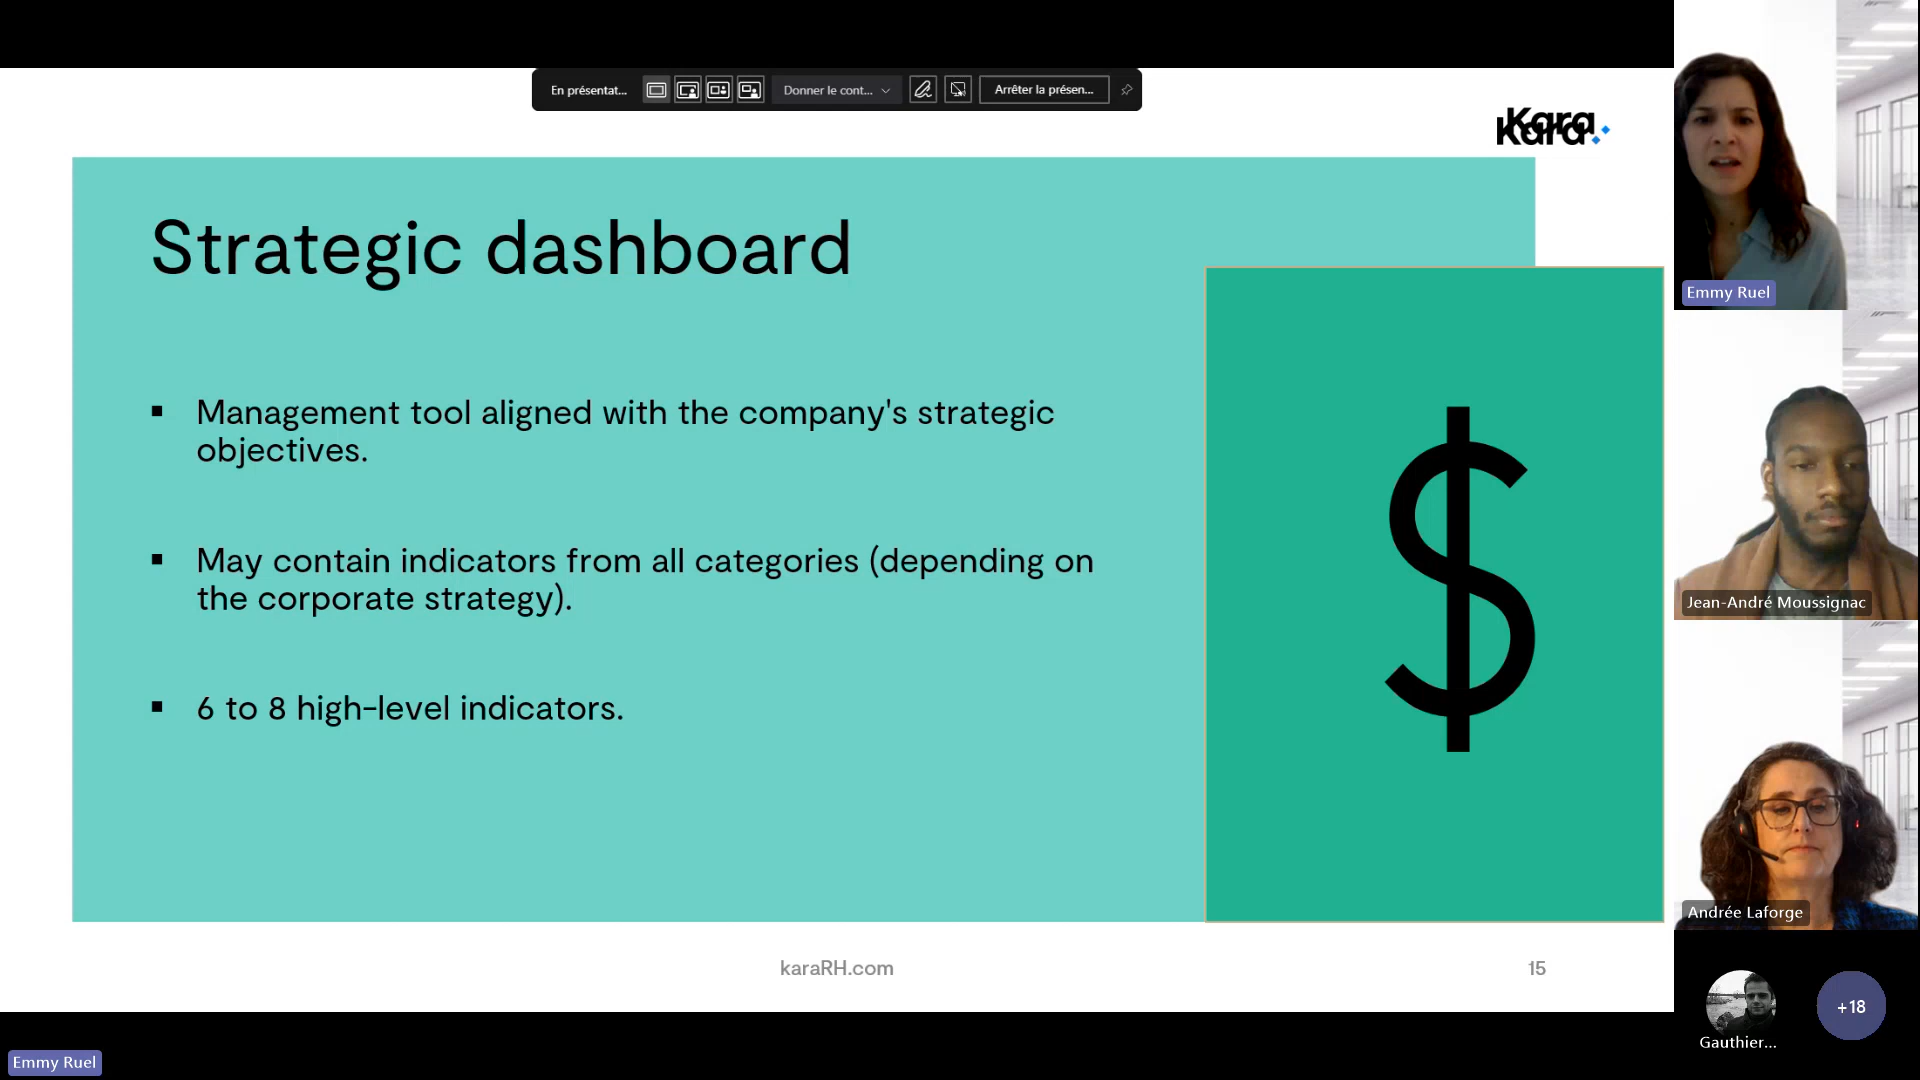 En présentat...
Donner le cont...
Arrêter la présen...
Kara
Kara
Strategic dashboard
Management tool aligned with the company's strategic
objectives.
May contain indicators from all categories (depending on
the corporate strategy).
6 to 8 high-level indicators.
$
karaRH.com
15
Emmy Ruel
Jean-André Moussignac
Andrée Laforge
Gauthier...
+18
Emmy Ruel